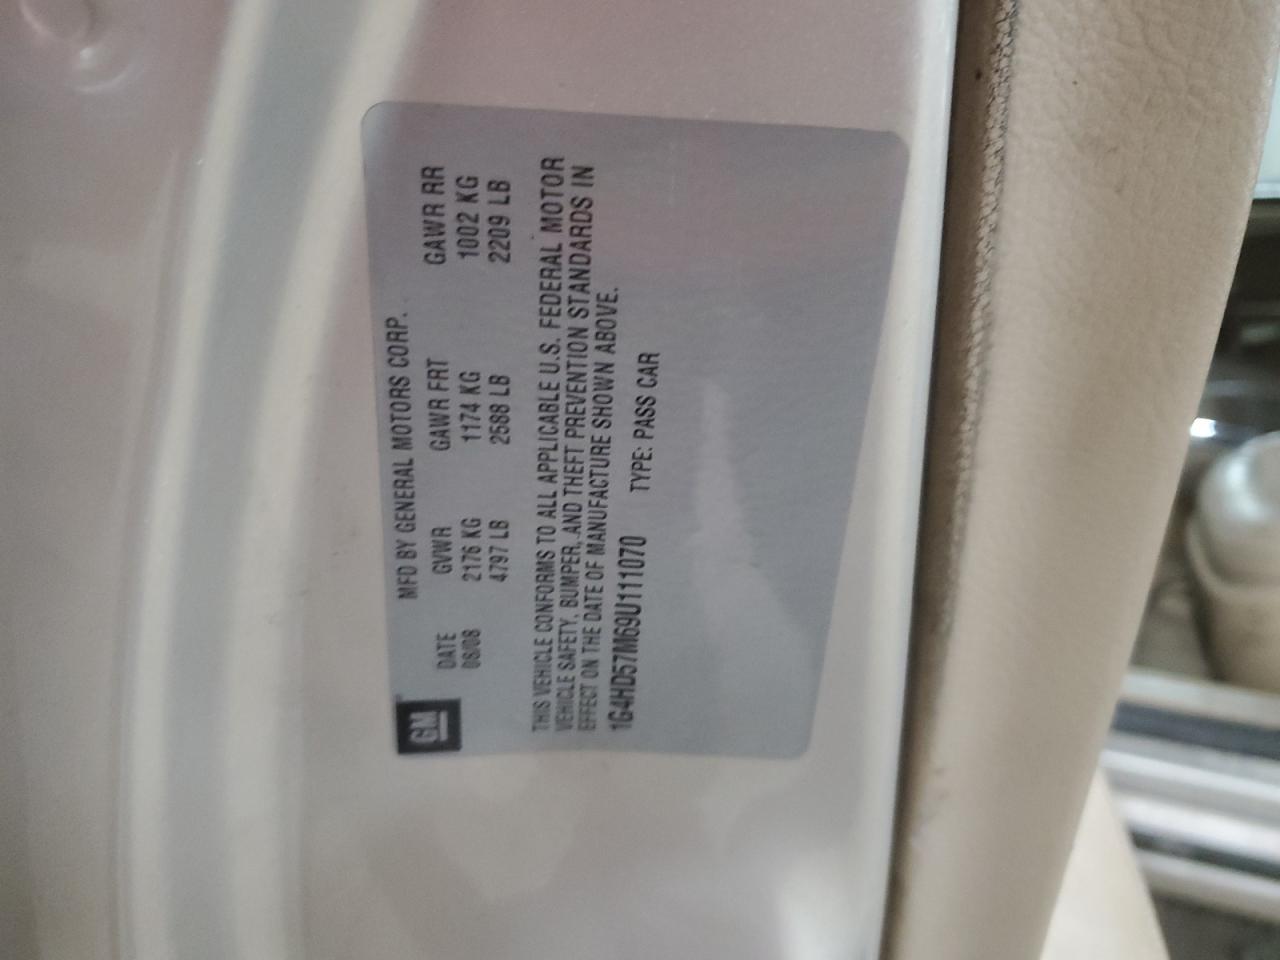 MFD BY GENERAL MOTORS CORP.
GM DATE GVWR GAWR FRT GAWR RR
08/08 2176 KG 1174 KG 1002 KG
4797 LB 2588 LB 2209 LB
THIS VEHICLE CONFORMS TO ALL APPLICABLE U.S. FEDERAL MOTOR
VEHICLE SAFETY, BUMPER, AND THEFT PREVENTION STANDARDS IN
EFFECT ON THE DATE OF MANUFACTURE SHOWN ABOVE.
1G4HD57M69U111070 TYPE: PASS CAR